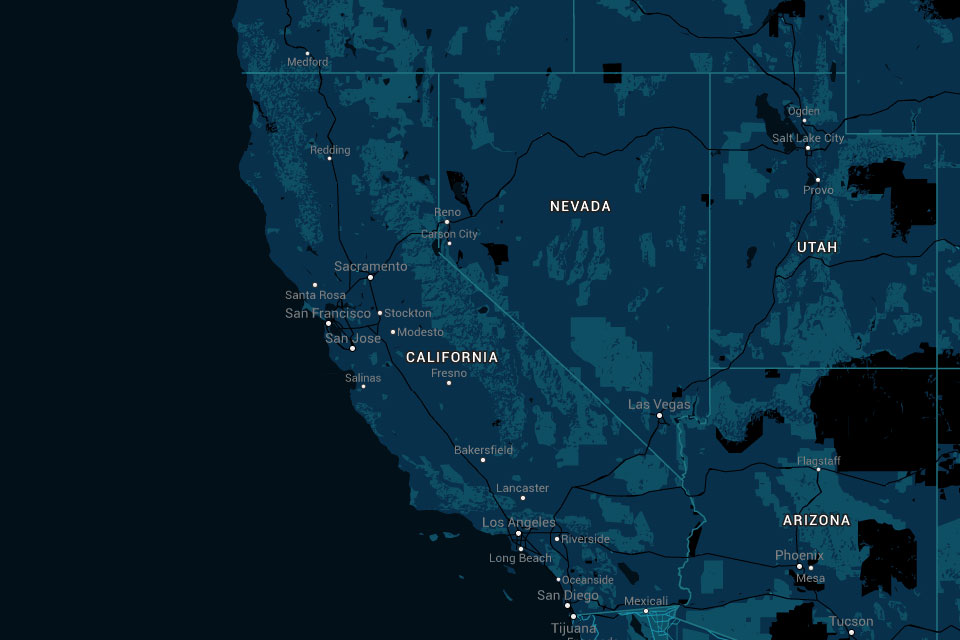 Medford
Ogden
Salt Lake City
Redding
Provo
NEVADA
Reno
Carson City
UTAH
Sacramento
Santa Rosa
San Francisco
Stockton
Modesto
San Jose
CALIFORNIA
Fresno
Salinas
Las Vegas
Bakersfield
Flagstaff
Lancaster
Los Angeles
ARIZONA
Riverside
Long Beach
Phoenix
Oceanside
Mesa
San Diego
Mexicali
Tijuana
Tucson